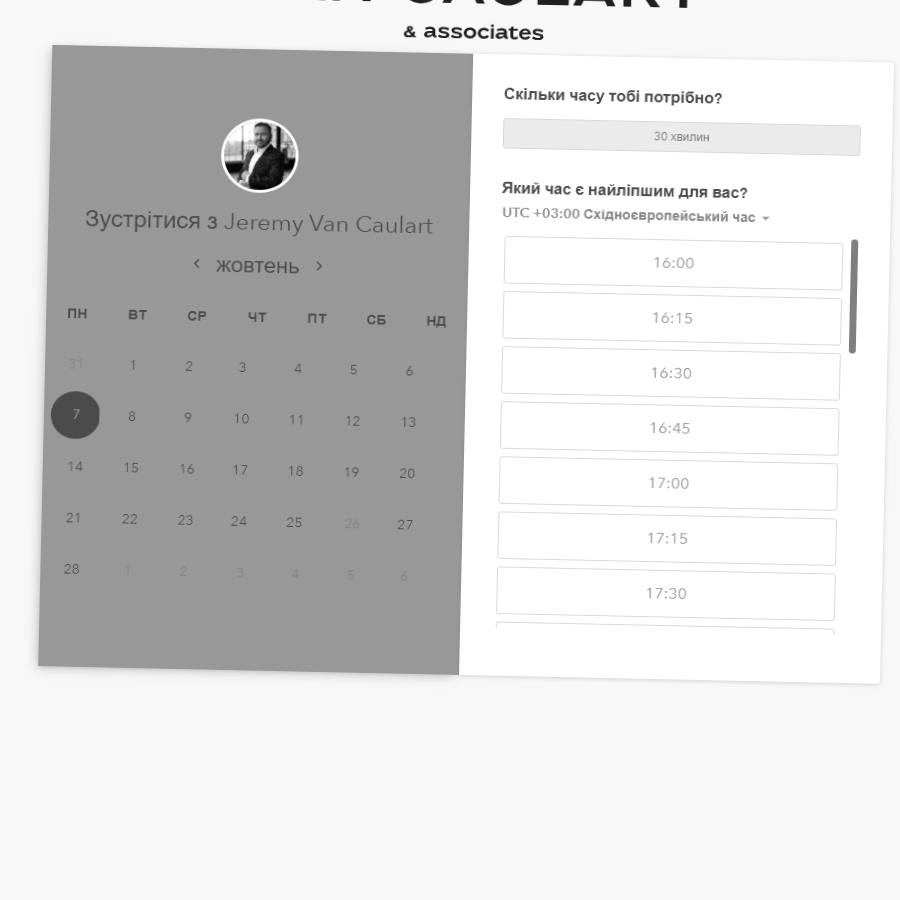 & associates
Зустрітися з Jeremy Van Caulart
жовтень
ПН ВТ СР ЧТ ПТ СБ НД
31 1 2 3 4 5 6
7 8 9 10 11 12 13
14 15 16 17 18 19 20
21 22 23 24 25 26 27
28 1 2 3 4 5 6
Скільки часу тобі потрібно?
30 хвилин
Який час є найліпшим для вас?
UTC +03:00 Східноєвропейський час
16:00
16:15
16:30
16:45
17:00
17:15
17:30